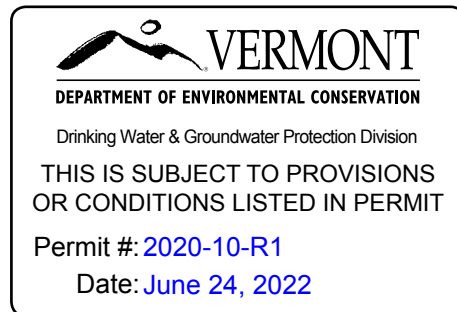 VERMONT
DEPARTMENT OF ENVIRONMENTAL CONSERVATION
Drinking Water & Groundwater Protection Division
THIS IS SUBJECT TO PROVISIONS
OR CONDITIONS LISTED IN PERMIT
Permit #: 2020-10-R1
Date: June 24, 2022